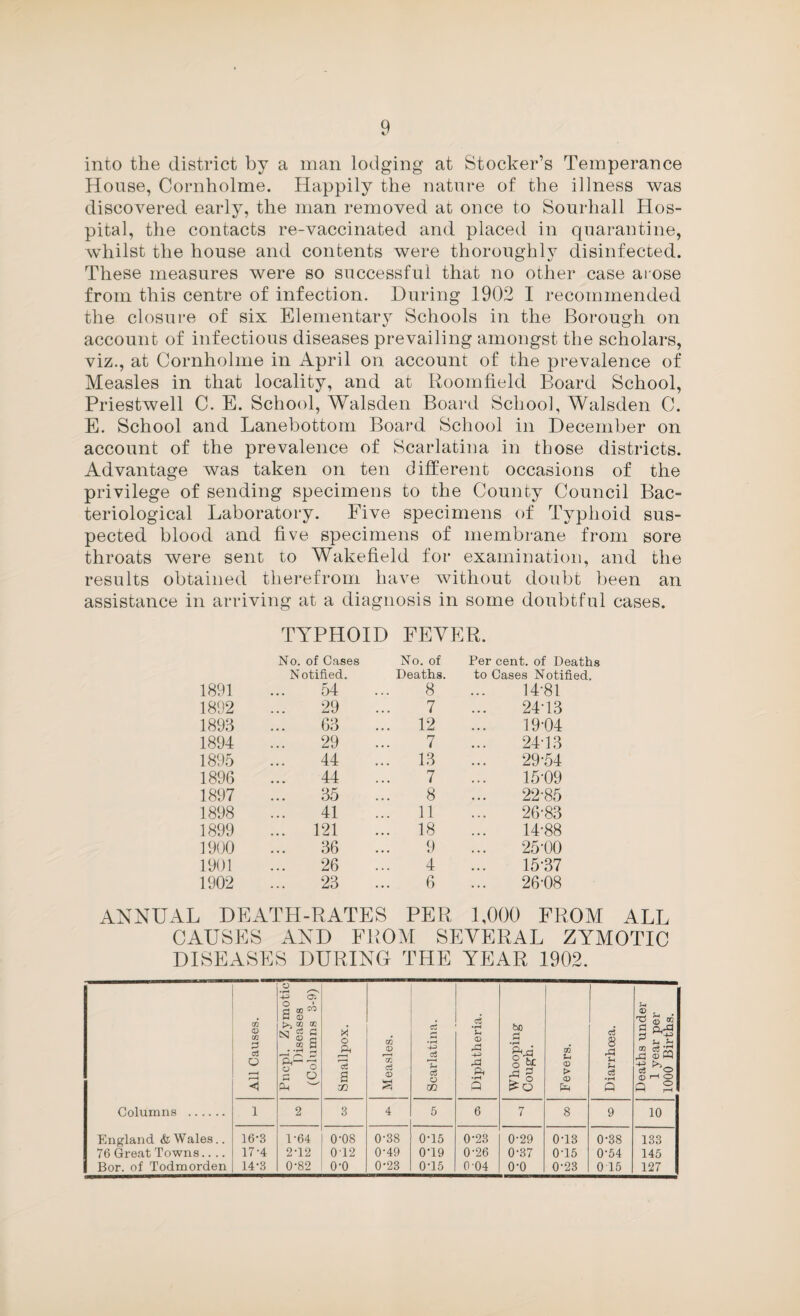 9
into the district by a man lodging at Stocker's Temperance
House, Cornholme. Happily the nature of the illness was
discovered early, the man removed at once to Sourhall Hos-
pital, the contacts re-vaccinated and placed in quarantine,
whilst the house and contents were thoroughly disinfected.
These measures were so successful that no other case arose
from this centre of infection. During 1902 I recommended
the closure of six Elementary Schools in the Borough on
account of infectious diseases prevailing amongst the scholars,
viz., at Cornholme in April on account of the prevalence of
Measles in that locality, and at Roomfield Board School,
Priestwell C. E. School, Walsden Board School, Walsden C.
E. School and Lanebottom Board School in December on
account of the prevalence of Scarlatina in those districts.
Advantage was taken on ten different occasions of the
privilege of sending specimens to the County Council Bac-
teriological Laboratory. Five specimens of Typhoid sus-
pected blood and five specimens of membrane from sore
throats were sent to Wakefield for examination, and the
results obtained therefrom have without doubt been an
assistance in arriving at a diagnosis in some doubtful cases.
TYPHOID FEVER.
No. of Cases No. of Per cent. of Deaths
Notified. Deaths. to Cases Notified.
1891 ... 54 ... 8 ... 14·81
1892 ... 29 ... 7 ... 24·13
1893 ... 63 ... 12 ... 19·04
1894 ... 29 ... 7 ... 24·13
1895 ... 44 ... 13 ... 29·54
1896 ... 44 ... 7 ... 15·09
1897 ... 35 ... 8 ... 22·85
1898 ... 41 ... 11 ... 26·83
1899 ... 121 ... 18 ... 14·88
1900 ... 36 ... 9 ... 25·00
1901 ... 26 ... 4 ... 15·37
1902 ... 23 ... 6 ... 26·08
ANNUAL DEATH-RATES PER 1,000 FROM ALL
CAUSES AND FROM SEVERAL ZYMOTIC
DISEASES DURING THE YEAR 1902.
All Causes.
Pncpl. Zymotic
Diseases
(Columns 3-9)
Smallpox.
Measles.
Scarlatina.
Diphtheria.
Whooping
Cough.
Fevers.
Diarrhœa.
Deaths under
1 year per
1000 Births.
Columns ...... 1 2 3 4 5 6 7 8 9 10
England & Wales.. 16·3 1·64 0·08 0·38 0·15 0·23 0·29 0·13 0·38 133
76 Great Towns.... 17·4 2·12 0 12 0·49 0·19 0·26 0·37 0·15 0·54 145
Bor. of Todmorden 14·3 0·82 0·0 0·23 0·15 0 04 0·0 0·23 0 15 127